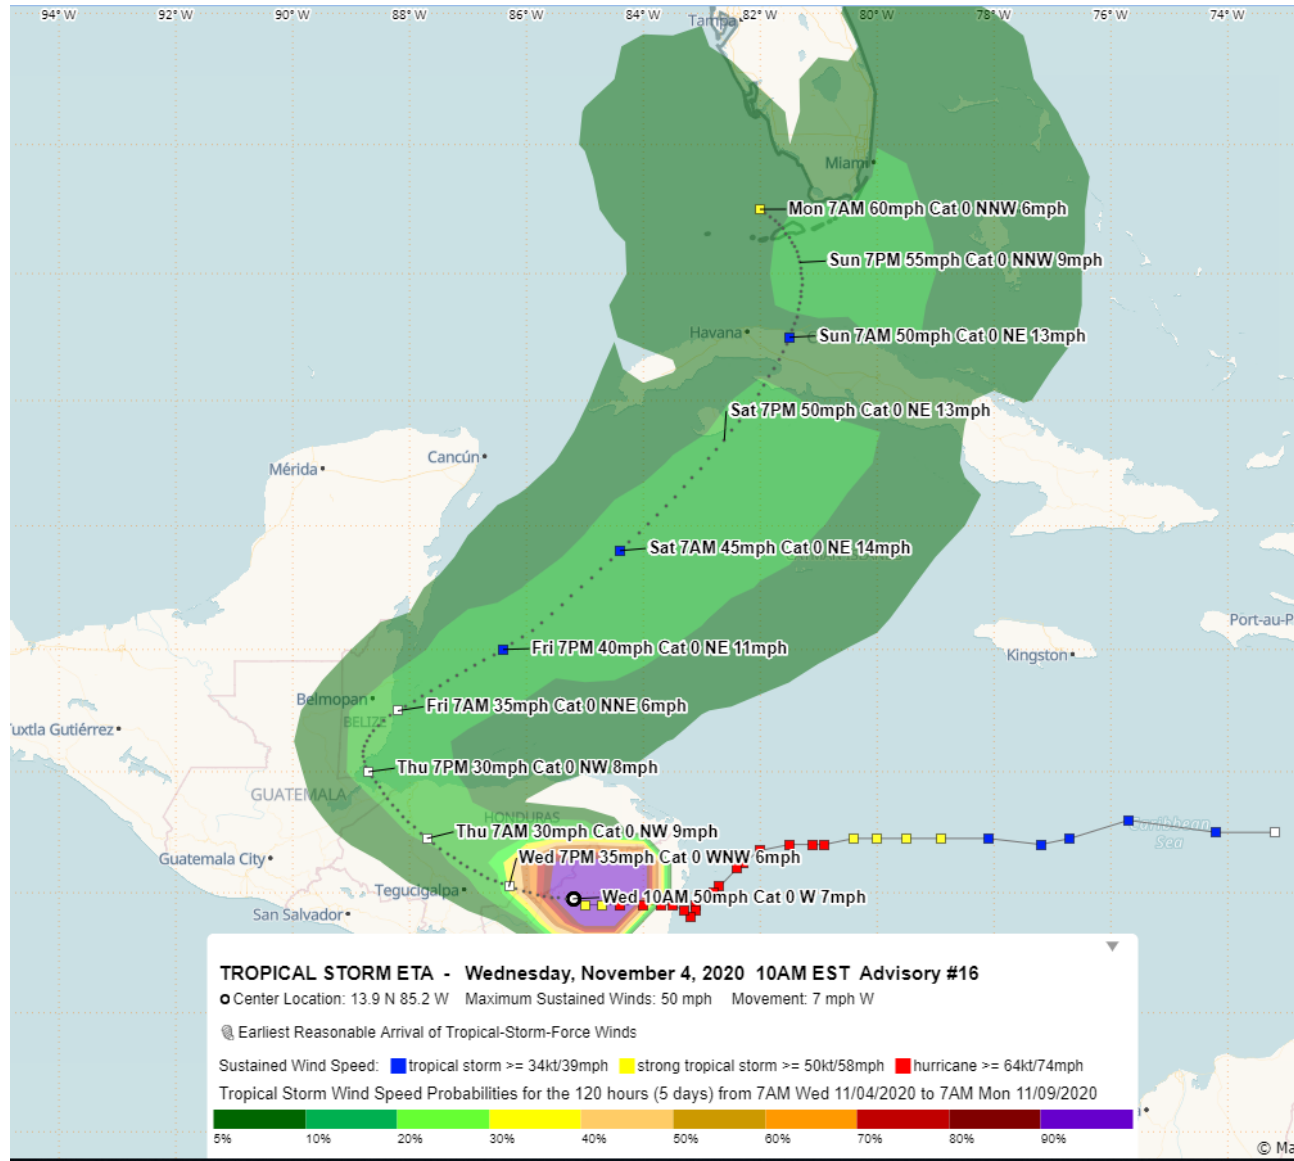 94° W 92° W 90° W 88° W 86° W 84° W 82° W 80° W 78° W 76° W 74° W
Tampa
Miami
Mon 7AM 60mph Cat 0 NNW 6mph
Sun 7PM 55mph Cat 0 NNW 9mph
Havana
Sun 7AM 50mph Cat 0 NE 13mph
Sat 7PM 50mph Cat 0 NE 13mph
Cancún
Mérida
Sat 7AM 45mph Cat 0 NE 14mph
Port-au-P
Fri 7PM 40mph Cat 0 NE 11mph
Kingston
Belmopan
Fri 7AM 35mph Cat 0 NNE 6mph
BELIZE
uxtla Gutiérrez
Thu 7PM 30mph Cat 0 NW 8mph
GUATEMALA
HONDURAS
Caribbean
Sea
Thu 7AM 30mph Cat 0 NW 9mph
Guatemala City
Wed 7PM 35mph Cat 0 WNW 6mph
Tegucigalpa
Wed 10AM 50mph Cat 0 W 7mph
San Salvador
TROPICAL STORM ETA - Wednesday, November 4, 2020 10AM EST Advisory #16
Center Location: 13.9 N 85.2 W Maximum Sustained Winds: 50 mph Movement: 7 mph W
Earliest Reasonable Arrival of Tropical-Storm-Force Winds
Sustained Wind Speed: tropical storm >= 34kt/39mph strong tropical storm >= 50kt/58mph hurricane >= 64kt/74mph
Tropical Storm Wind Speed Probabilities for the 120 hours (5 days) from 7AM Wed 11/04/2020 to 7AM Mon 11/09/2020
5% 10% 20% 30% 40% 50% 60% 70% 80% 90%
© Ma